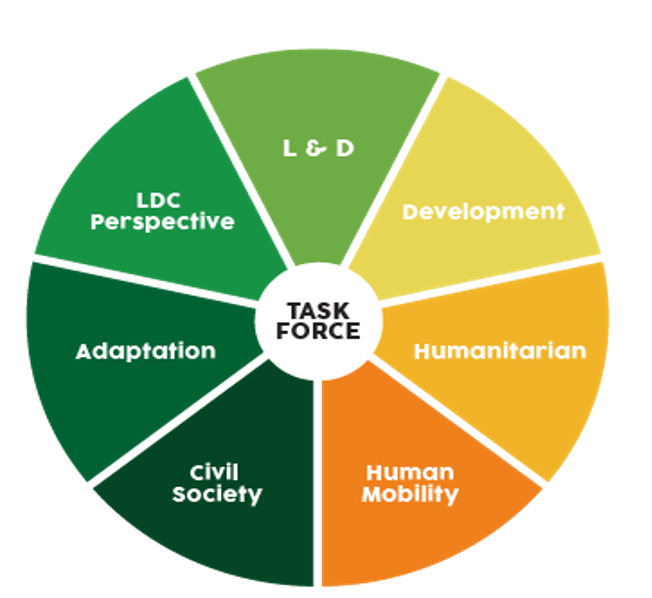 L & D
Development
Humanitarian
Human
Mobility
Civil
Society
Adaptation
LDC
Perspective
TASK
FORCE